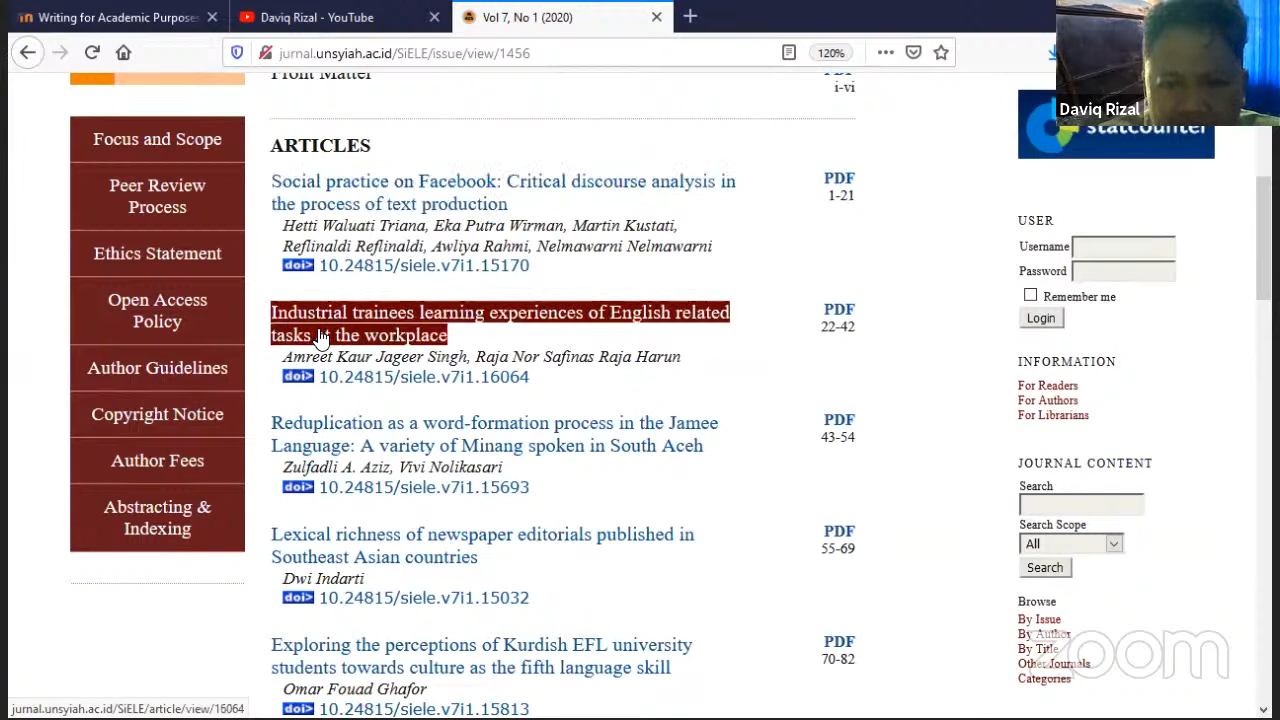 Writing for Academic Purposes
Daviq Rizal - YouTube
Vol 7, No 1 (2020)
jurnal.unsyiah.ac.id/SiELE/issue/view/1456
120%
Daviq Rizal
Front Matter
PDF
i-vi
statcounter
Focus and Scope
Peer Review
Process
Ethics Statement
Open Access
Policy
Author Guidelines
Copyright Notice
Author Fees
Abstracting &
Indexing
ARTICLES
Social practice on Facebook: Critical discourse analysis in
the process of text production
PDF
1-21
Hetti Waluati Triana, Eka Putra Wirman, Martin Kustati,
Reflinaldi Reflinaldi, Awliya Rahmi, Nelmawarni Nelmawarni
doi> 10.24815/siele.v7i1.15170
Industrial trainees learning experiences of English related
tasks at the workplace
PDF
22-42
Amreet Kaur Jageer Singh, Raja Nor Safinas Raja Harun
doi> 10.24815/siele.v7i1.16064
Reduplication as a word-formation process in the Jamee
Language: A variety of Minang spoken in South Aceh
PDF
43-54
Zulfadli A. Aziz, Vivi Nolikasari
doi> 10.24815/siele.v7i1.15693
Lexical richness of newspaper editorials published in
Southeast Asian countries
PDF
55-69
Dwi Indarti
doi> 10.24815/siele.v7i1.15032
Exploring the perceptions of Kurdish EFL university
students towards culture as the fifth language skill
PDF
70-82
Omar Fouad Ghafor
doi> 10.24815/siele.v7i1.15813
USER
Username
Password
Remember me
Login
INFORMATION
For Readers
For Authors
For Librarians
JOURNAL CONTENT
Search
Search Scope
All
Search
Browse
By Issue
By Author
By Title
Other Journals
Categories
zoom
jurnal.unsyiah.ac.id/SiELE/article/view/16064